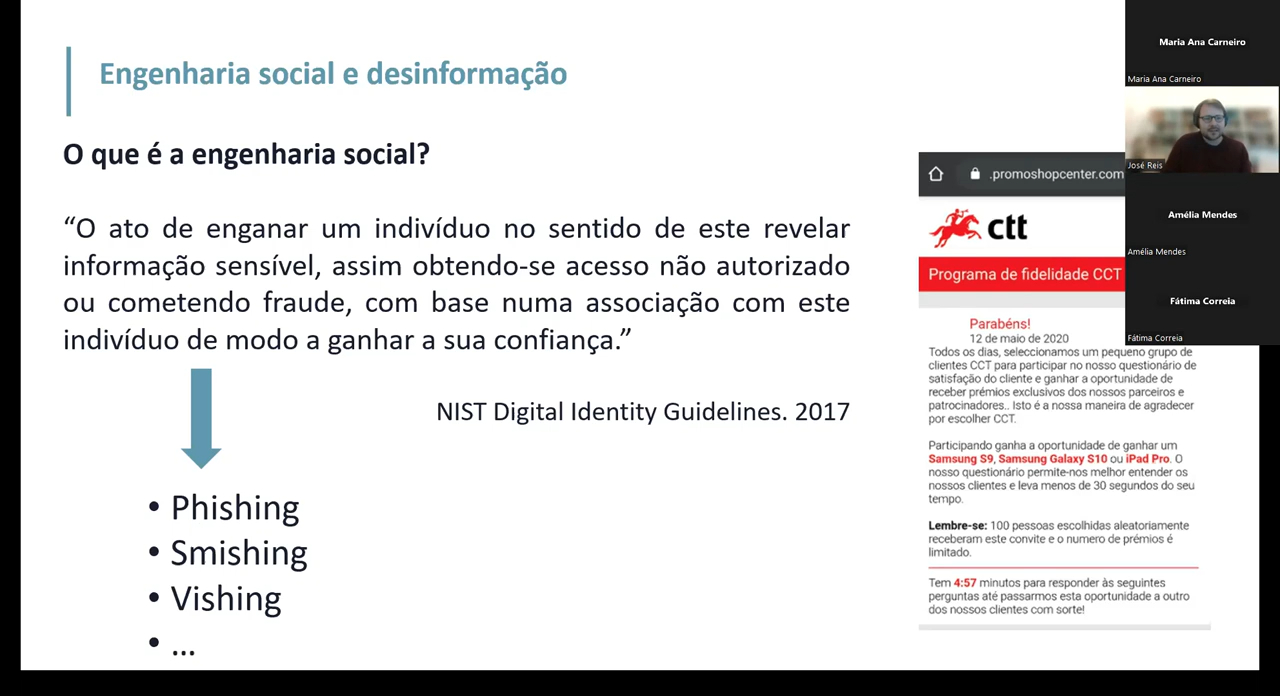 Engenharia social e desinformação
O que é a engenharia social?
“O ato de enganar um indivíduo no sentido de este revelar
informação sensível, assim obtendo-se acesso não autorizado
ou cometendo fraude, com base numa associação com este
indivíduo de modo a ganhar a sua confiança.”
NIST Digital Identity Guidelines. 2017
• Phishing
• Smishing
• Vishing
• ...
.promoshopcenter.com
ctt
Programa de fidelidade CCT
Parabéns!
12 de maio de 2020
Todos os dias, seleccionamos um pequeno grupo de
clientes CCT para participar no nosso questionário de
satisfação do cliente e ganhar a oportunidade de
receber prémios exclusivos dos nossos parceiros e
patrocinadores.. Isto é a nossa maneira de agradecer
por escolher CCT.
Participando ganha a oportunidade de ganhar um
Samsung S9, Samsung Galaxy S10 ou iPad Pro. O
nosso questionário permite-nos melhor entender os
nossos clientes e leva menos de 30 segundos do seu
tempo.
Lembre-se: 100 pessoas escolhidas aleatoriamente
receberam este convite e o numero de prémios é
limitado.
Tem 4:57 minutos para responder às seguintes
perguntas até passarmos esta oportunidade a outro
dos nossos clientes com sorte!
Maria Ana Carneiro
Maria Ana Carneiro
José Reis
Amélia Mendes
Amélia Mendes
Fátima Correia
Fátima Correia